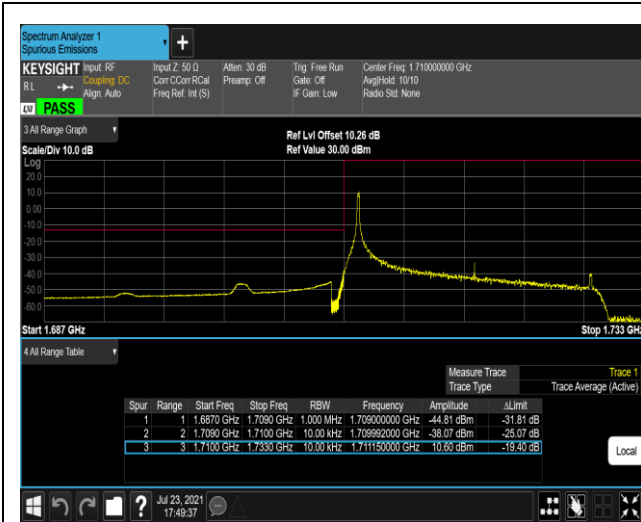 Spectrum Analyzer 1
Spurious Emissions
+
KEYSIGHT Input: RF Input Z: 50 Ω Atten: 30 dB Trig: Free Run Center Freq: 1.710000000 GHz
RL Coupling: DC Corr CCorr RCal Preamp: Off Gate: Off Avg|Hold: 10/10
Align: Auto Freq Ref: Int (S) IF Gain: Low Radio Std: None
LXI PASS
3 All Range Graph
Ref Lvl Offset 10.26 dB
Scale/Div 10.0 dB Ref Value 30.00 dBm
Log
20.0
10.0
0.00
-10.0
-20.0
-30.0
-40.0
-50.0
-60.0
Start 1.687 GHz Stop 1.733 GHz
4 All Range Table
Measure Trace Trace 1
Trace Type Trace Average (Active)
Spur Range Start Freq Stop Freq RBW Frequency Amplitude ΔLimit
1 1 1.6870 GHz 1.7090 GHz 1.000 MHz 1.709000000 GHz -44.81 dBm -31.81 dB
2 2 1.7090 GHz 1.7100 GHz 10.00 kHz 1.709992000 GHz -38.07 dBm -25.07 dB
3 3 1.7100 GHz 1.7330 GHz 10.00 kHz 1.711150000 GHz 10.60 dBm -19.40 dB
Local
? Jul 23, 2021
17:49:37